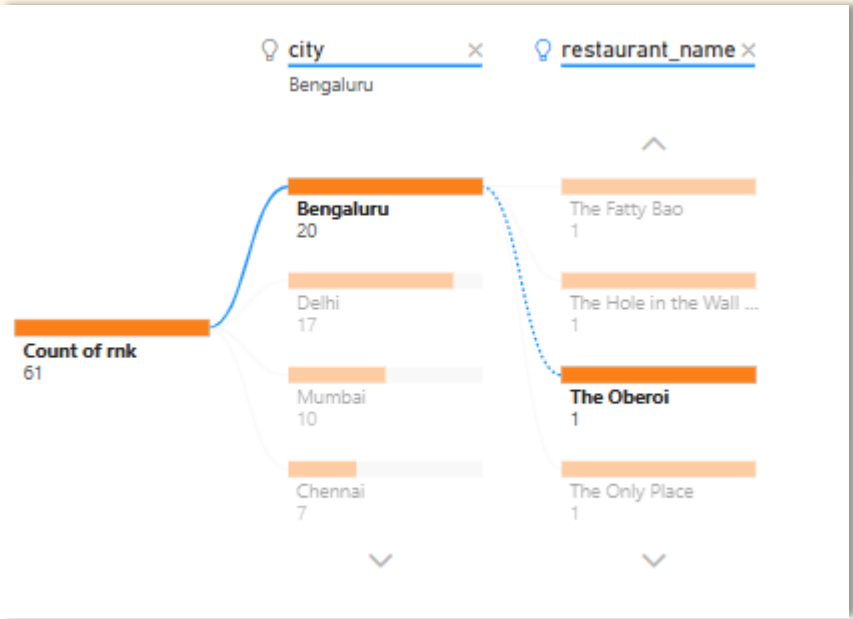 city
Bengaluru
restaurant_name
Count of rnk
61
Bengaluru
20
Delhi
17
Mumbai
10
Chennai
7
The Fatty Bao
1
The Hole in the Wall ...
1
The Oberoi
1
The Only Place
1